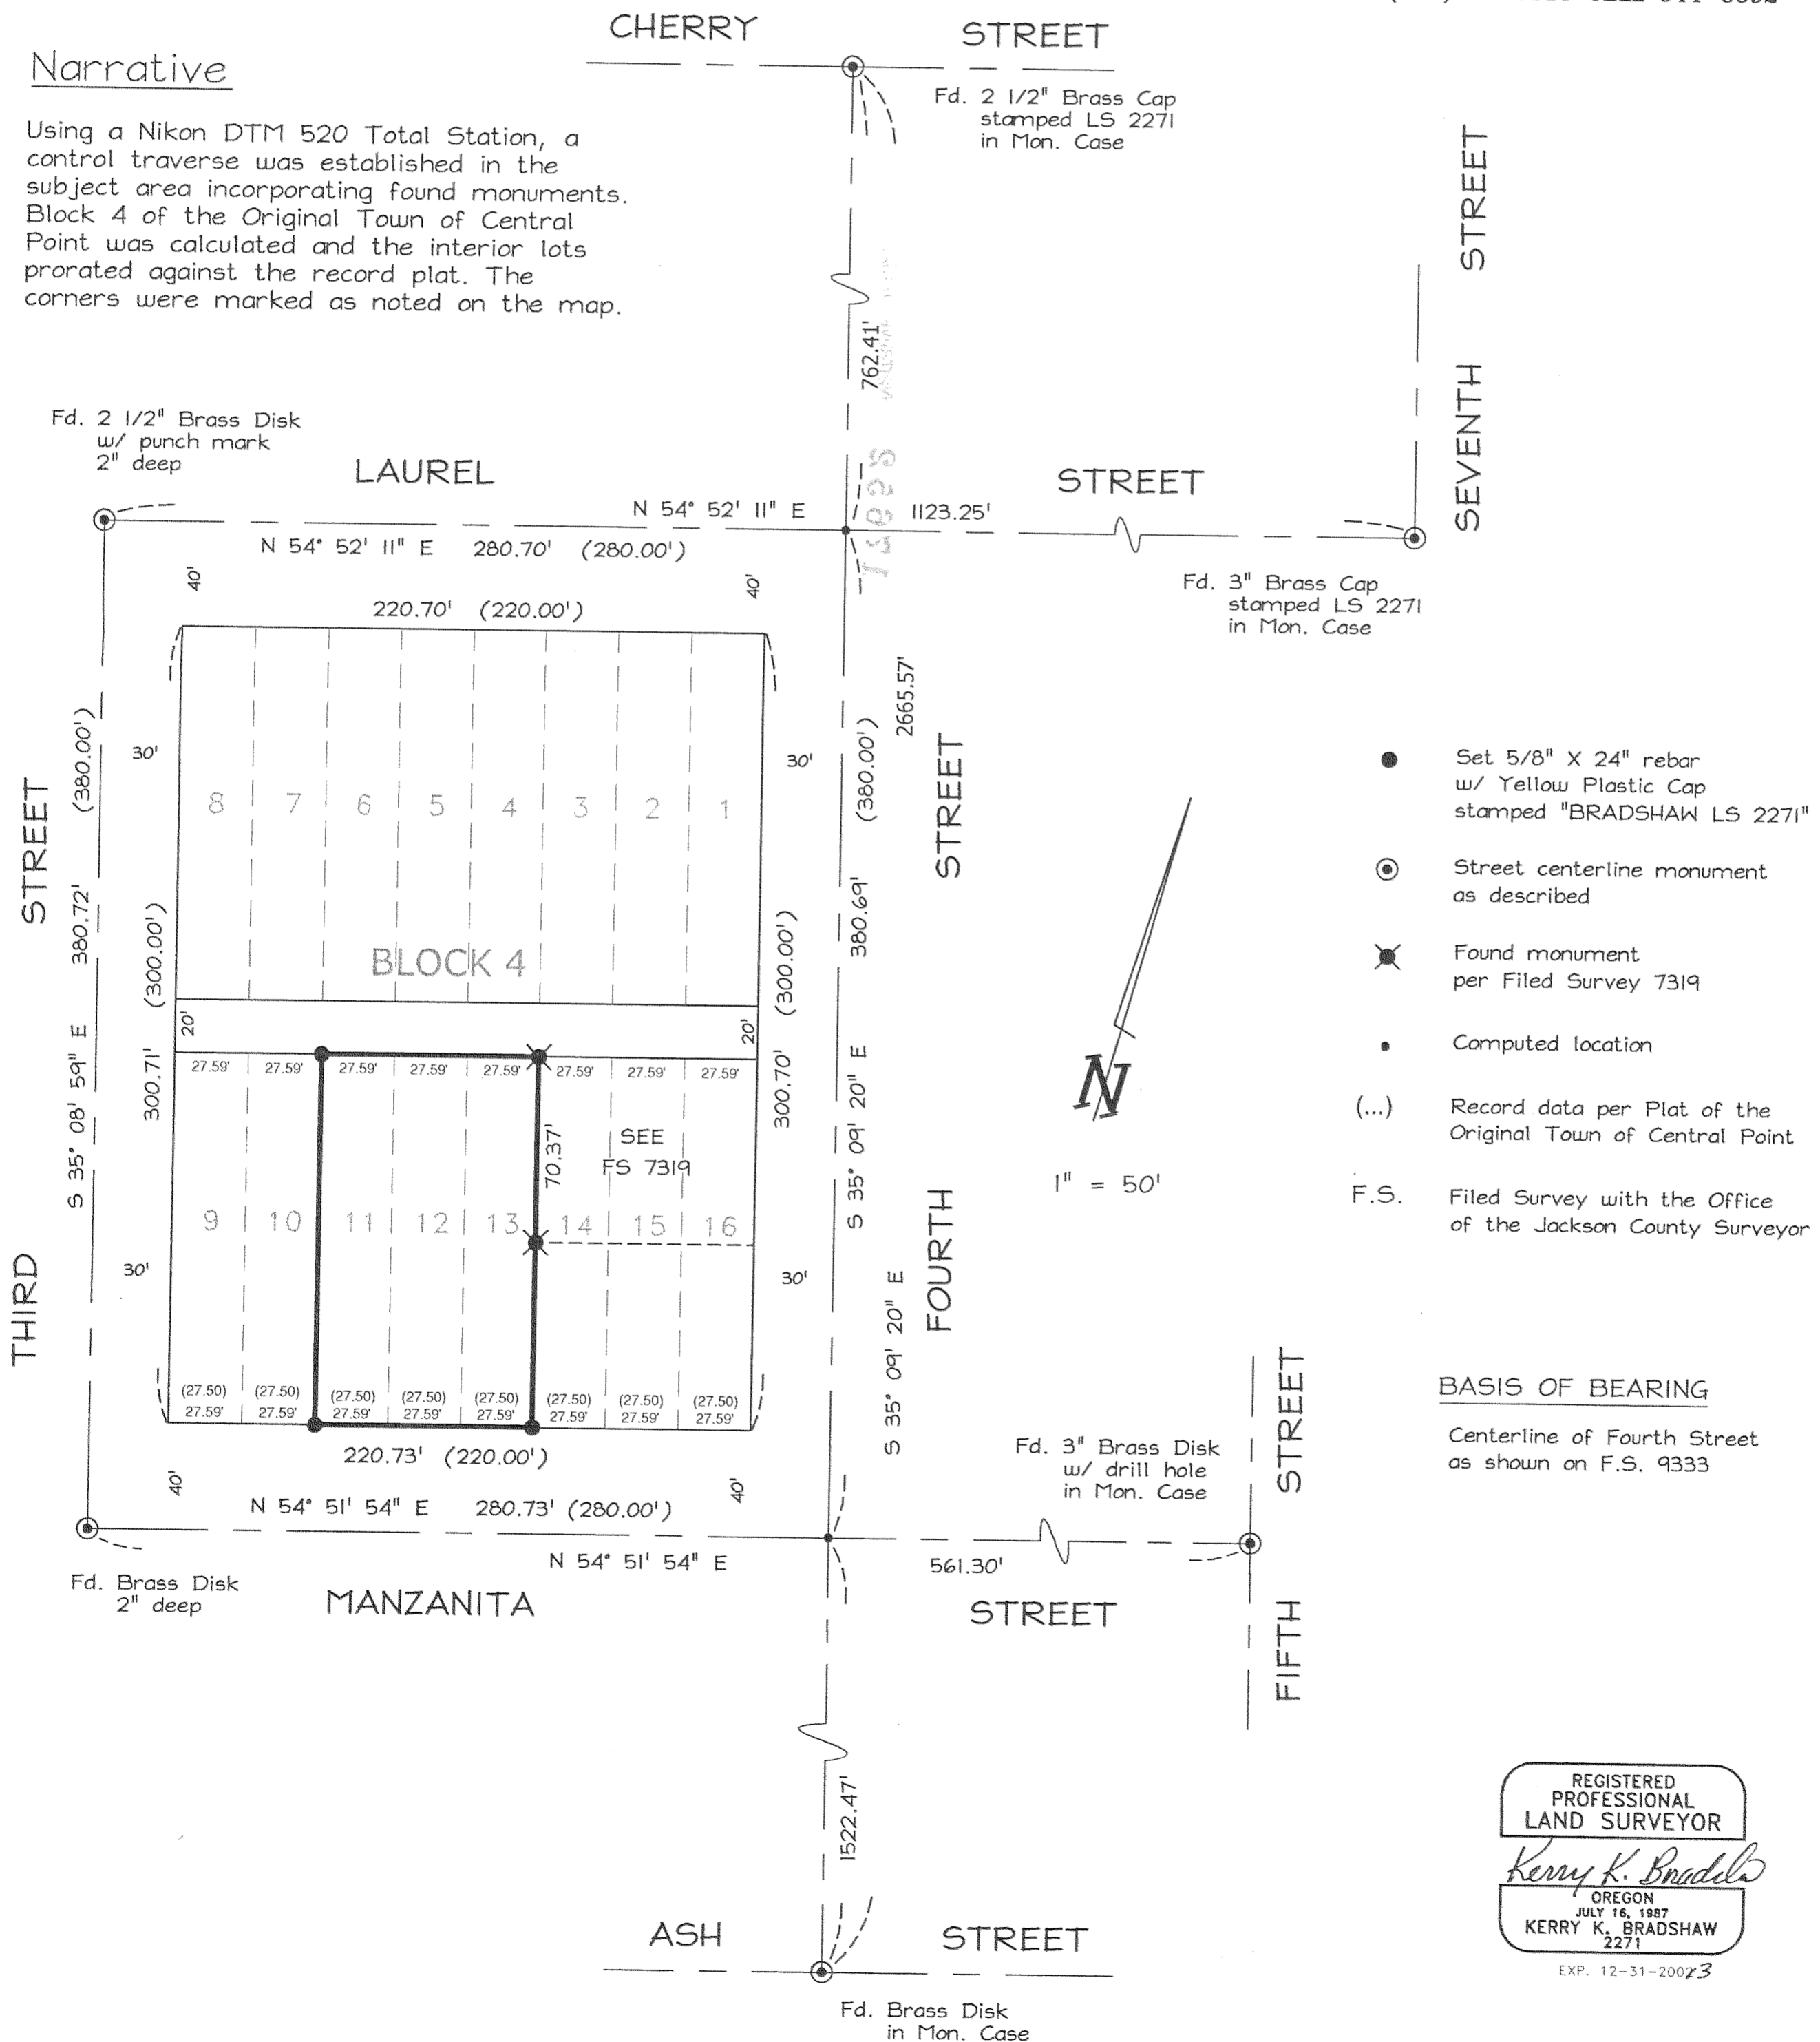 CHERRY STREET
Narrative
Fd. 2 1/2" Brass Cap
stamped LS 2271
in Mon. Case
Using a Nikon DTM 520 Total Station, a
control traverse was established in the
subject area incorporating found monuments.
Block 4 of the Original Town of Central
Point was calculated and the interior lots
prorated against the record plat. The
corners were marked as noted on the map.
762.41'
SEVENTH STREET
Fd. 2 1/2" Brass Disk
w/ punch mark
2" deep
LAUREL STREET
N 54° 52' 11" E 1123.25'
N 54° 52' 11" E 280.70' (280.00')
Fd. 3" Brass Cap
stamped LS 2271
in Mon. Case
40' 40'
220.70' (220.00')
2665.57'
30' 30'
8 7 6 5 4 3 2 1
BLOCK 4
THIRD STREET
S 35° 08' 59" E 380.72' (380.00')
300.71' (300.00')
300.70' (300.00')
S 35° 09' 20" E 380.69' (380.00')
FOURTH STREET
S 35° 09' 20" E
20' 20'
27.59' 27.59' 27.59' 27.59' 27.59' 27.59' 27.59' 27.59'
70.37'
SEE
FS 7319
9 10 11 12 13 14 15 16
30' 30'
(27.50) (27.50) (27.50) (27.50) (27.50) (27.50) (27.50) (27.50)
27.59' 27.59' 27.59' 27.59' 27.59' 27.59' 27.59' 27.59'
220.73' (220.00')
40' 40'
N 54° 51' 54" E 280.73' (280.00')
N 54° 51' 54" E 561.30'
Fd. Brass Disk
2" deep
MANZANITA STREET
Fd. 3" Brass Disk
w/ drill hole
in Mon. Case
FIFTH STREET
1522.47'
ASH STREET
Fd. Brass Disk
in Mon. Case
N
1" = 50'
Set 5/8" X 24" rebar
w/ Yellow Plastic Cap
stamped "BRADSHAW LS 2271"
Street centerline monument
as described
Found monument
per Filed Survey 7319
Computed location
(...) Record data per Plat of the
Original Town of Central Point
F.S. Filed Survey with the Office
of the Jackson County Surveyor
BASIS OF BEARING
Centerline of Fourth Street
as shown on F.S. 9333
REGISTERED
PROFESSIONAL
LAND SURVEYOR
Kerry K. Bradshaw
OREGON
JULY 16, 1987
KERRY K. BRADSHAW
2271
EXP. 12-31-2003